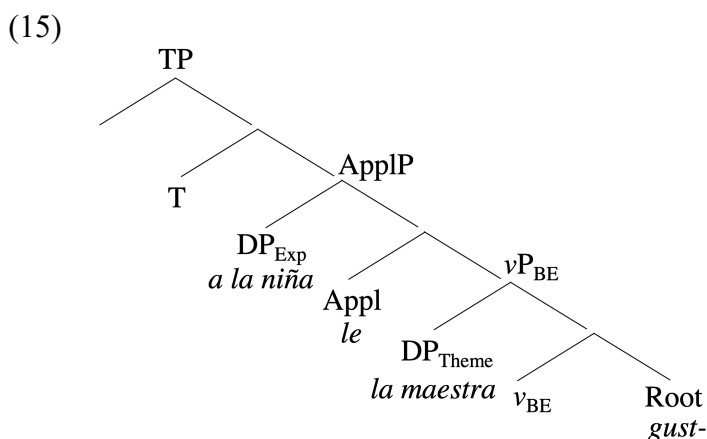 (15)
TP
T
ApplP
DP_Exp
a la niña
Appl
le
vP_BE
DP_Theme
la maestra
v_BE
Root
gust-